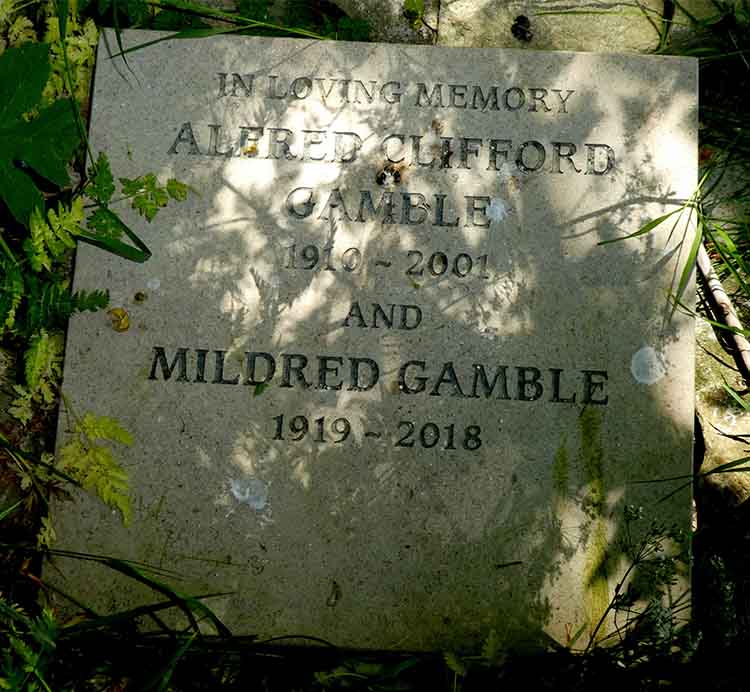 IN LOVING MEMORY
ALFRED CLIFFORD
GAMBLE
1910 ~ 2001
AND
MILDRED GAMBLE
1919 ~ 2018